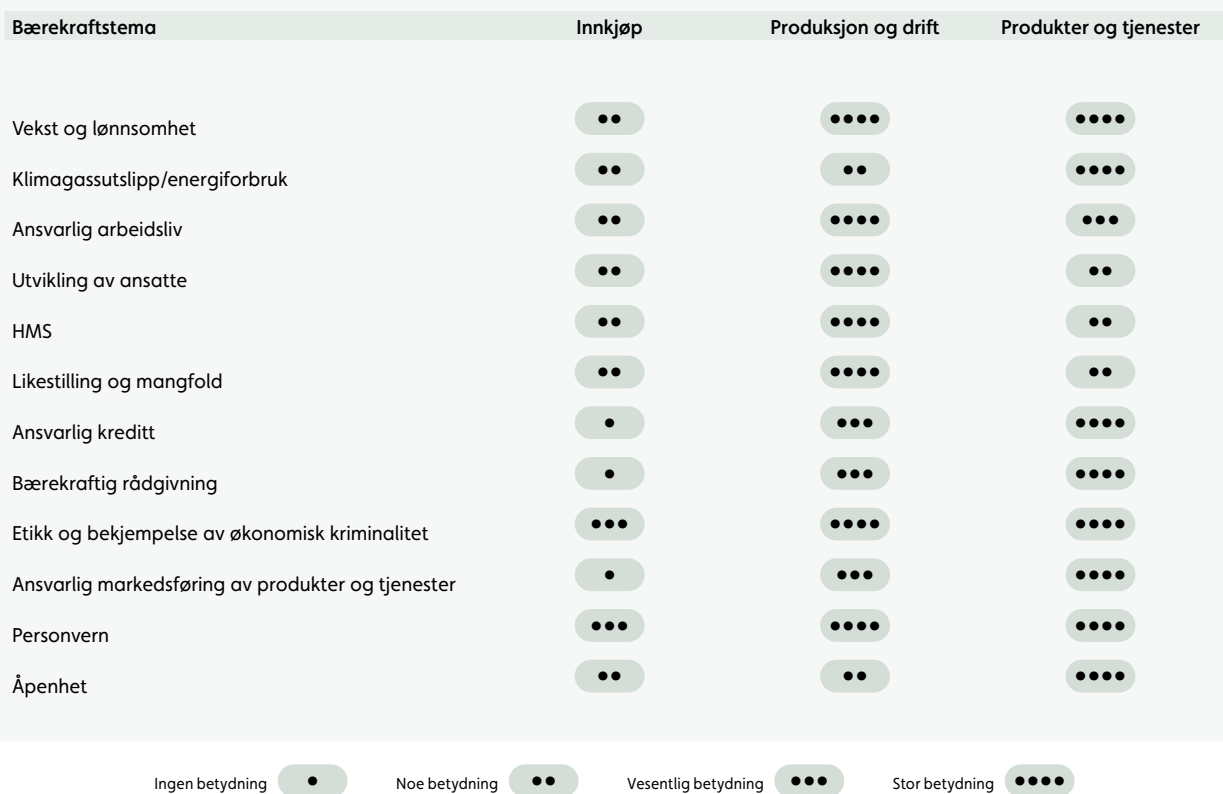 Bærekraftstema Innkjøp Produksjon og drift Produkter og tjenester
Vekst og lønnsomhet •• •••• ••••
Klimagassutslipp/energiforbruk •• •• ••••
Ansvarlig arbeidsliv •• •••• •••
Utvikling av ansatte •• •••• ••
HMS •• •••• ••
Likestilling og mangfold •• •••• ••
Ansvarlig kreditt • ••• ••••
Bærekraftig rådgivning • ••• ••••
Etikk og bekjempelse av økonomisk kriminalitet ••• •••• ••••
Ansvarlig markedsføring av produkter og tjenester • ••• ••••
Personvern ••• •••• ••••
Åpenhet •• •• ••••
Ingen betydning • Noe betydning •• Vesentlig betydning ••• Stor betydning ••••